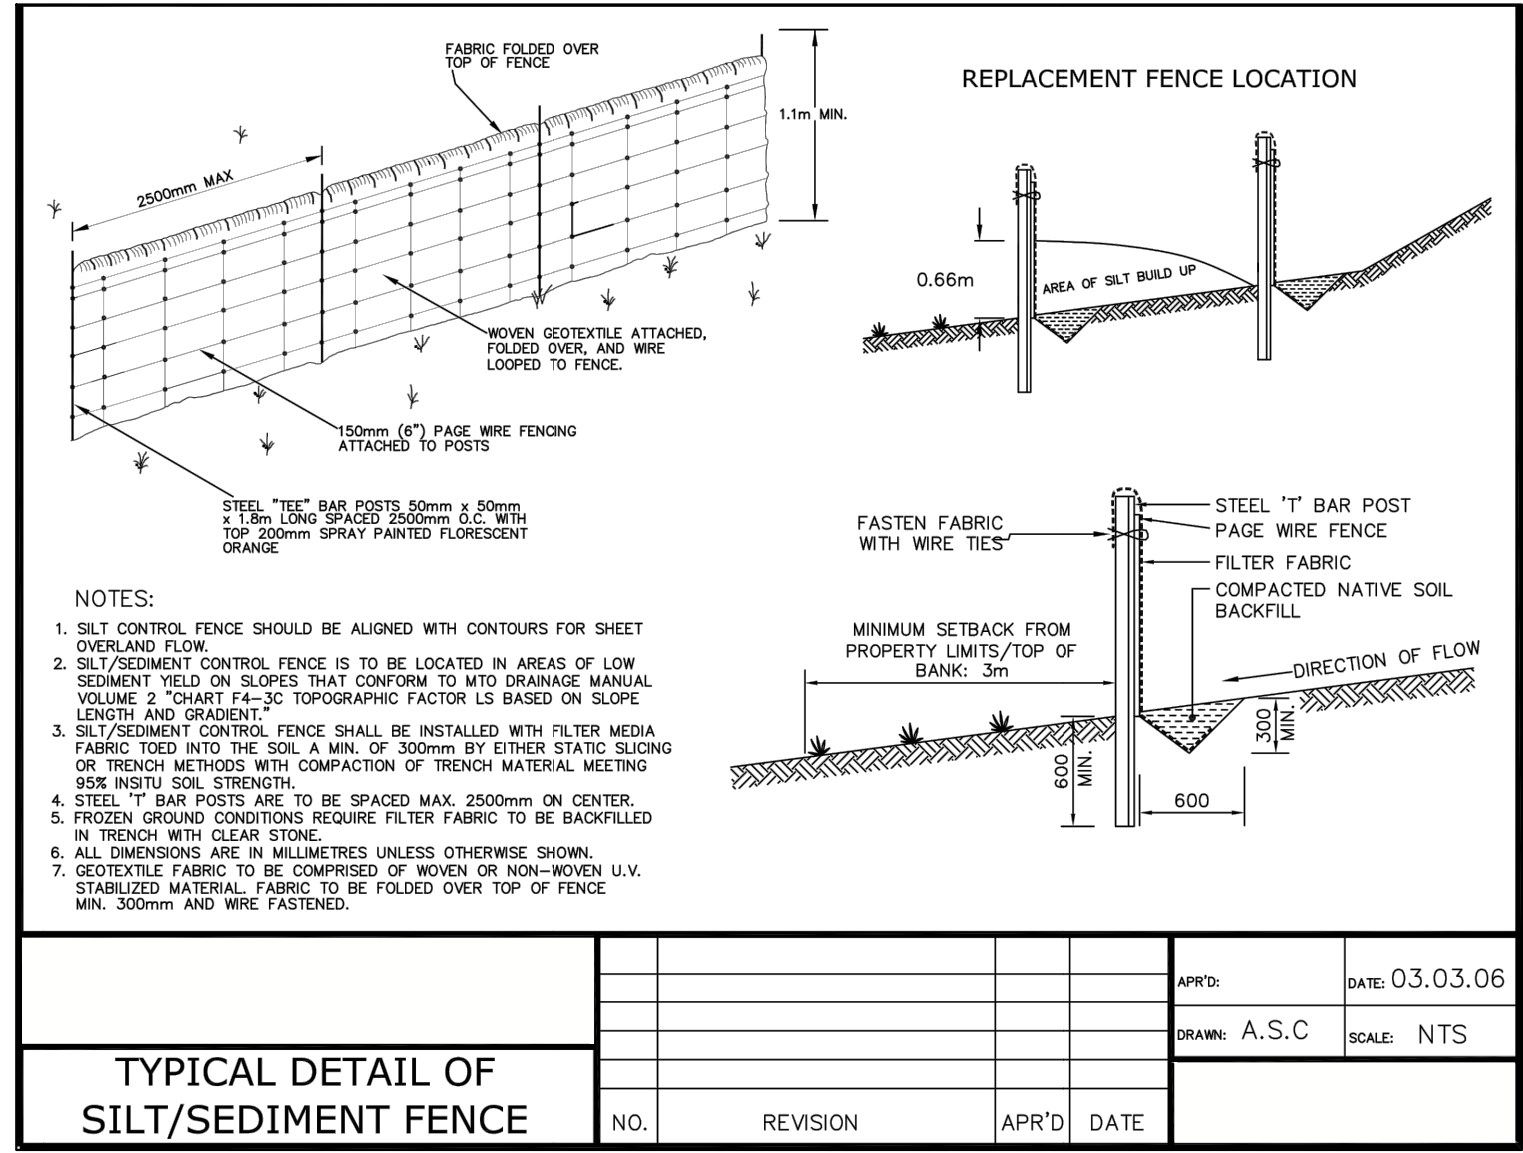 FABRIC FOLDED OVER
TOP OF FENCE
2500mm MAX
1.1m MIN.
WOVEN GEOTEXTILE ATTACHED,
FOLDED OVER, AND WIRE
LOOPED TO FENCE.
150mm (6") PAGE WIRE FENCING
ATTACHED TO POSTS
STEEL "TEE" BAR POSTS 50mm x 50mm
x 1.8m LONG SPACED 2500mm O.C. WITH
TOP 200mm SPRAY PAINTED FLORESCENT
ORANGE
REPLACEMENT FENCE LOCATION
0.66m
AREA OF SILT BUILD UP
FASTEN FABRIC
WITH WIRE TIES
STEEL 'T' BAR POST
PAGE WIRE FENCE
FILTER FABRIC
COMPACTED NATIVE SOIL
BACKFILL
MINIMUM SETBACK FROM
PROPERTY LIMITS/TOP OF
BANK: 3m
DIRECTION OF FLOW
300
MIN.
600
MIN.
600
NOTES:
1. SILT CONTROL FENCE SHOULD BE ALIGNED WITH CONTOURS FOR SHEET
OVERLAND FLOW.
2. SILT/SEDIMENT CONTROL FENCE IS TO BE LOCATED IN AREAS OF LOW
SEDIMENT YIELD ON SLOPES THAT CONFORM TO MTO DRAINAGE MANUAL
VOLUME 2 "CHART F4-3C TOPOGRAPHIC FACTOR LS BASED ON SLOPE
LENGTH AND GRADIENT."
3. SILT/SEDIMENT CONTROL FENCE SHALL BE INSTALLED WITH FILTER MEDIA
FABRIC TOED INTO THE SOIL A MIN. OF 300mm BY EITHER STATIC SLICING
OR TRENCH METHODS WITH COMPACTION OF TRENCH MATERIAL MEETING
95% INSITU SOIL STRENGTH.
4. STEEL 'T' BAR POSTS ARE TO BE SPACED MAX. 2500mm ON CENTER.
5. FROZEN GROUND CONDITIONS REQUIRE FILTER FABRIC TO BE BACKFILLED
IN TRENCH WITH CLEAR STONE.
6. ALL DIMENSIONS ARE IN MILLIMETRES UNLESS OTHERWISE SHOWN.
7. GEOTEXTILE FABRIC TO BE COMPRISED OF WOVEN OR NON-WOVEN U.V.
STABILIZED MATERIAL. FABRIC TO BE FOLDED OVER TOP OF FENCE
MIN. 300mm AND WIRE FASTENED.
TYPICAL DETAIL OF
SILT/SEDIMENT FENCE
NO. REVISION APR'D DATE
APR'D: DATE: 03.03.06
DRAWN: A.S.C SCALE: NTS